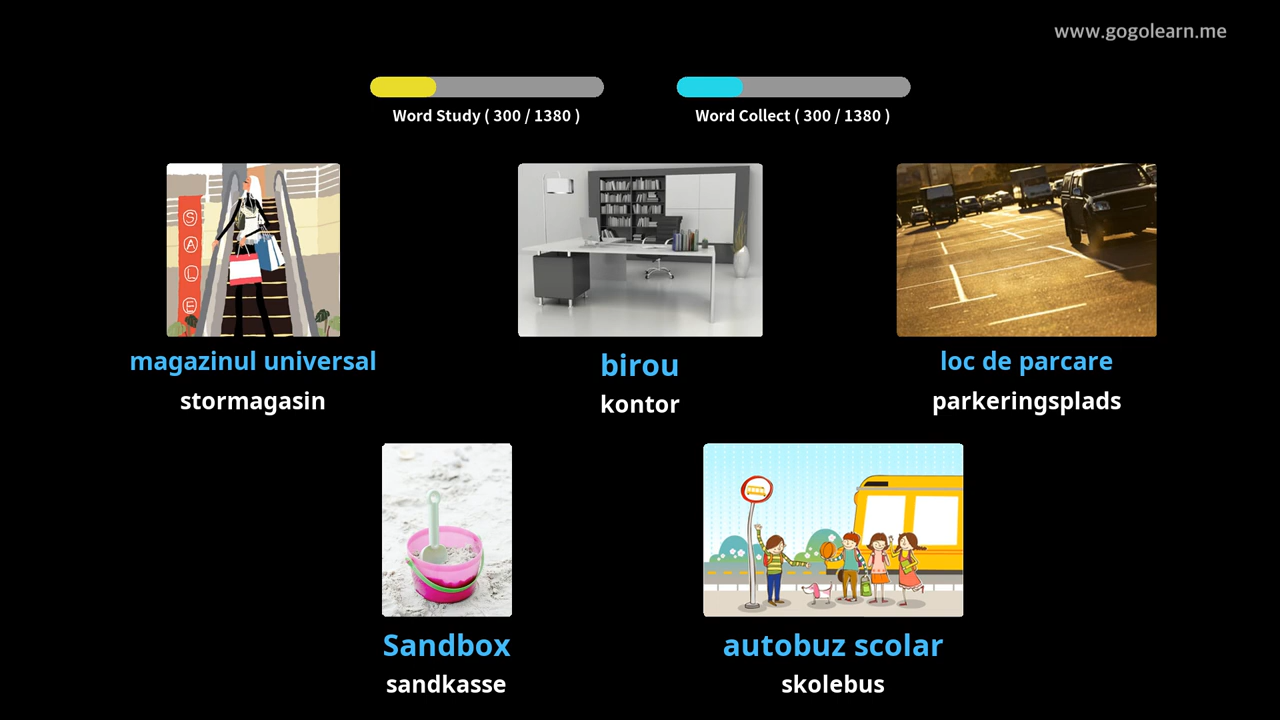 www.gogolearn.me
Word Study ( 300 / 1380 )
Word Collect ( 300 / 1380 )
SALE
magazinul universal
stormagasin
birou
kontor
loc de parcare
parkeringsplads
Sandbox
sandkasse
autobuz scolar
skolebus